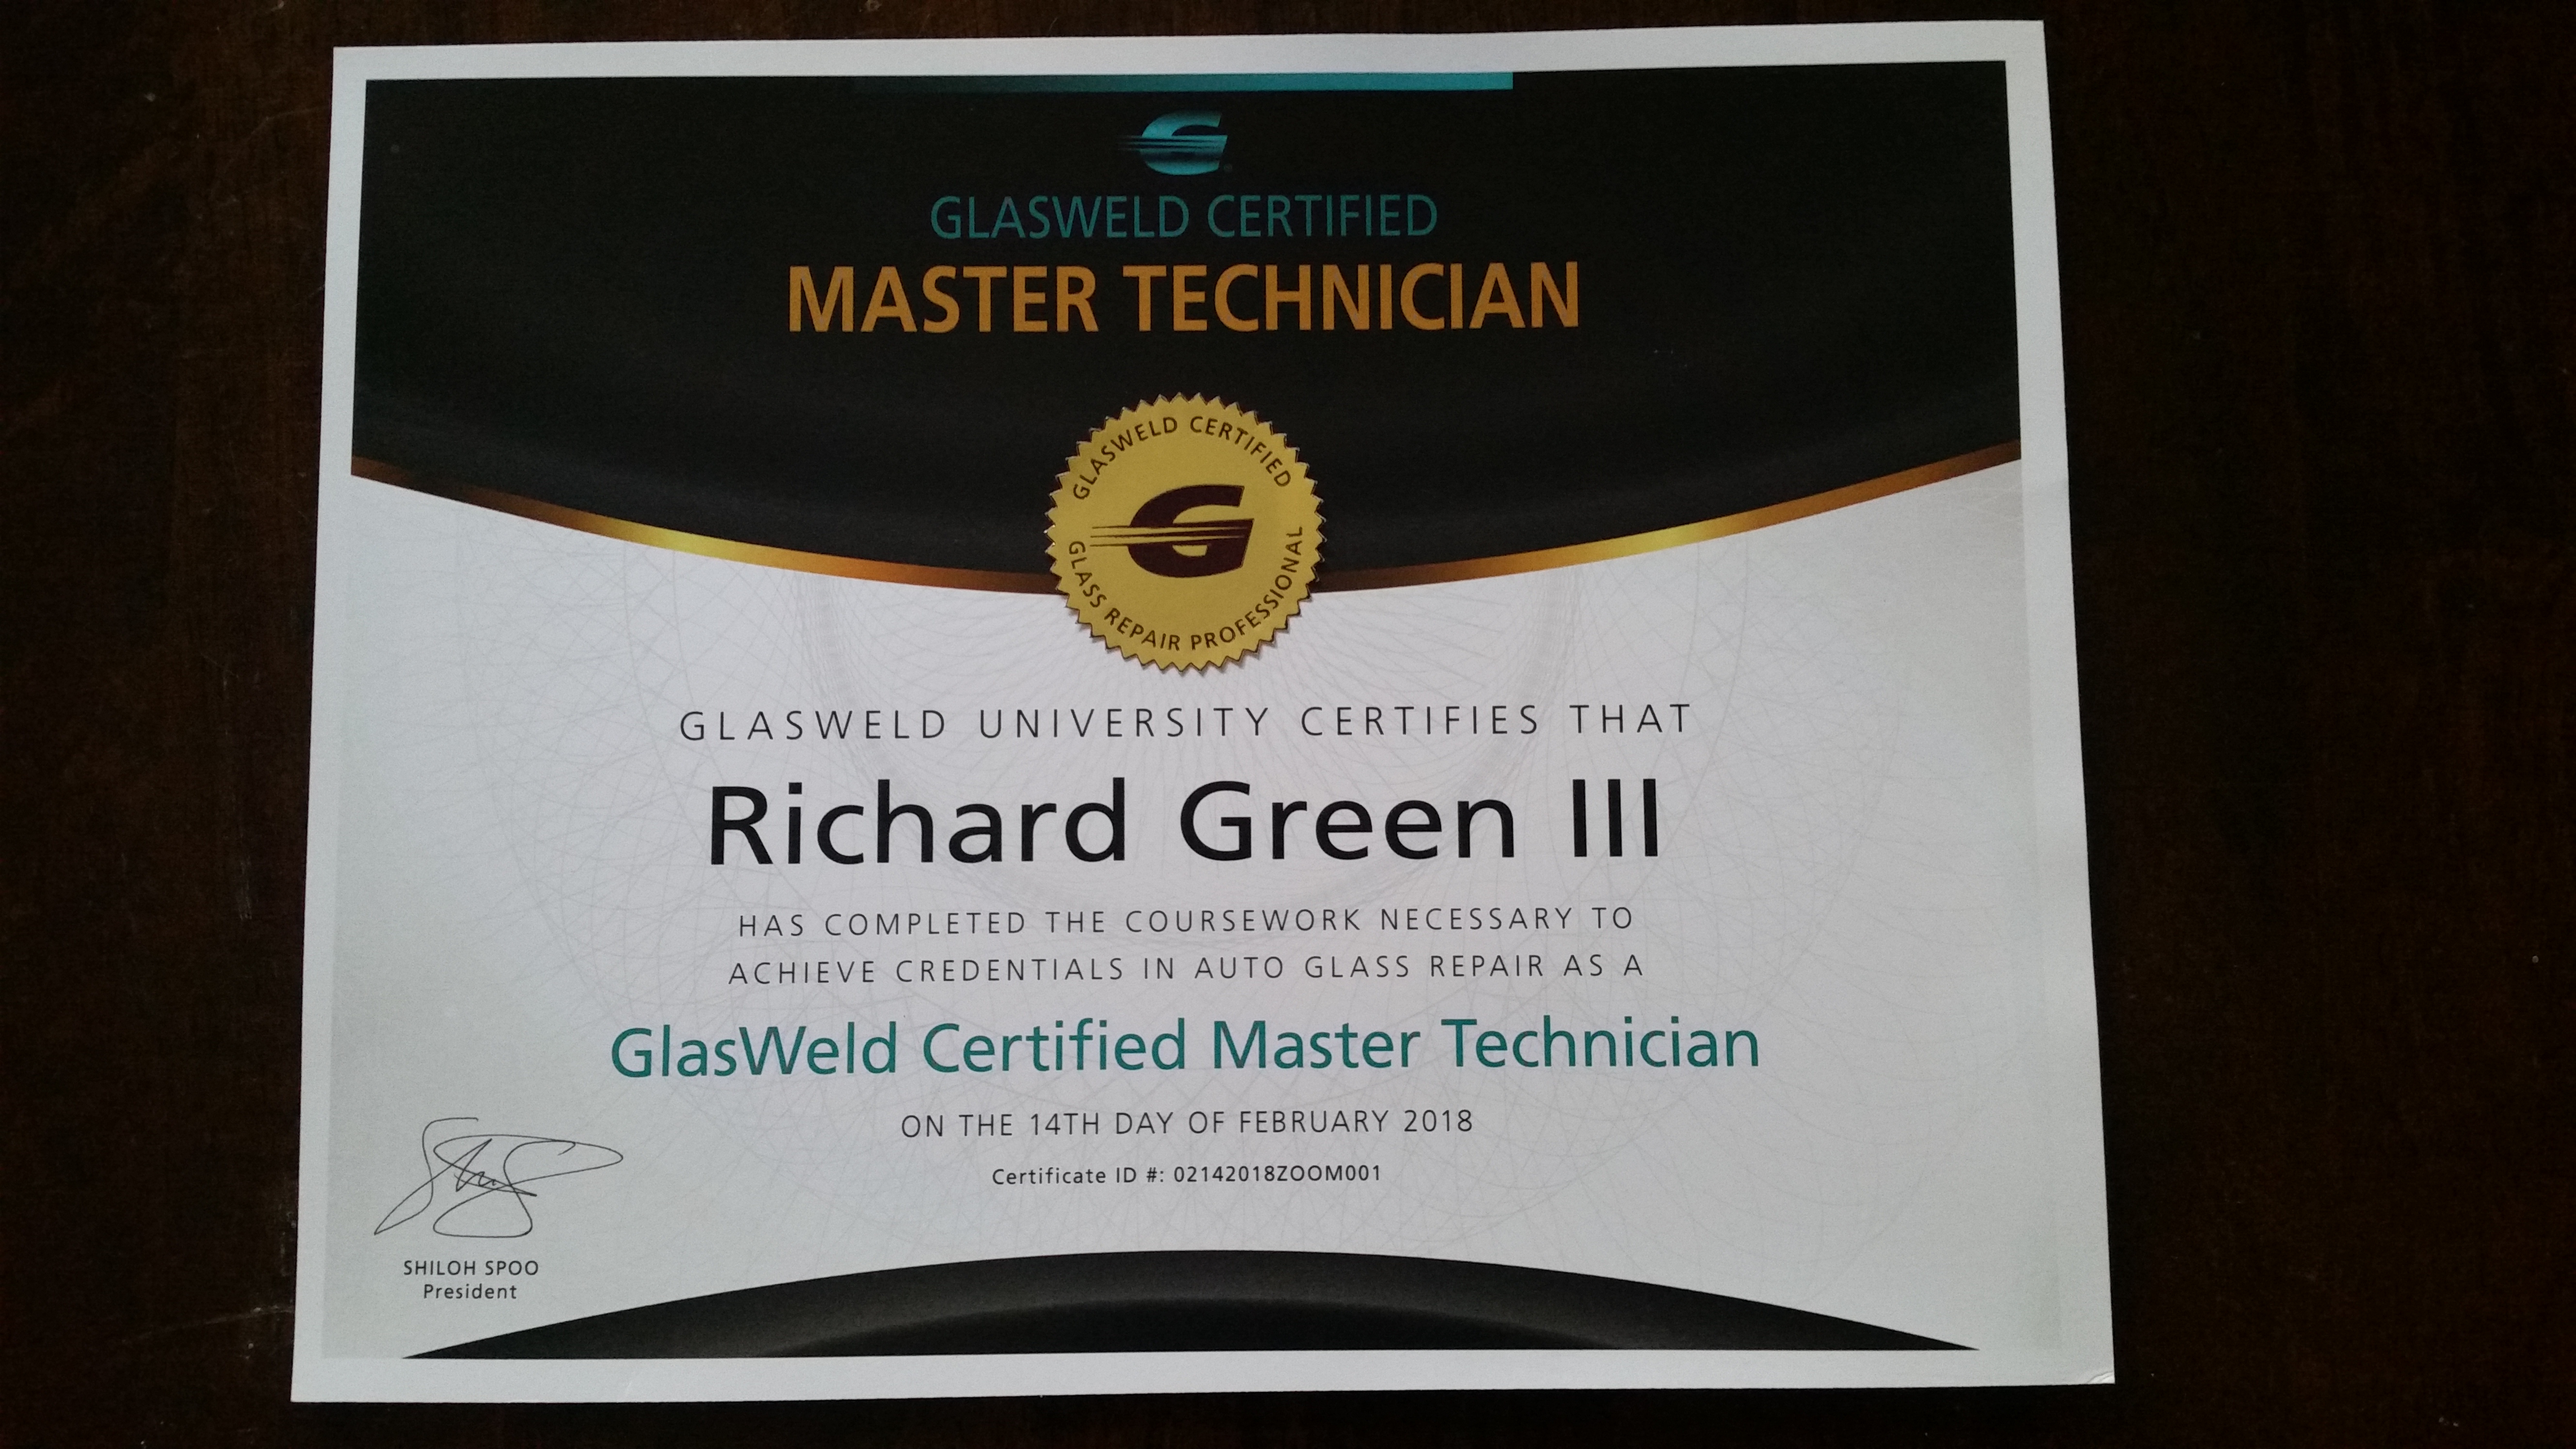 GLASWELD CERTIFIED
MASTER TECHNICIAN
GLASWELD CERTIFIED
G
GLASS REPAIR PROFESSIONAL
GLASWELD UNIVERSITY CERTIFIES THAT
Richard Green III
HAS COMPLETED THE COURSEWORK NECESSARY TO
ACHIEVE CREDENTIALS IN AUTO GLASS REPAIR AS A
GlasWeld Certified Master Technician
ON THE 14TH DAY OF FEBRUARY 2018
Certificate ID #: 02142018ZOOM001
SHILOH SPOO
President